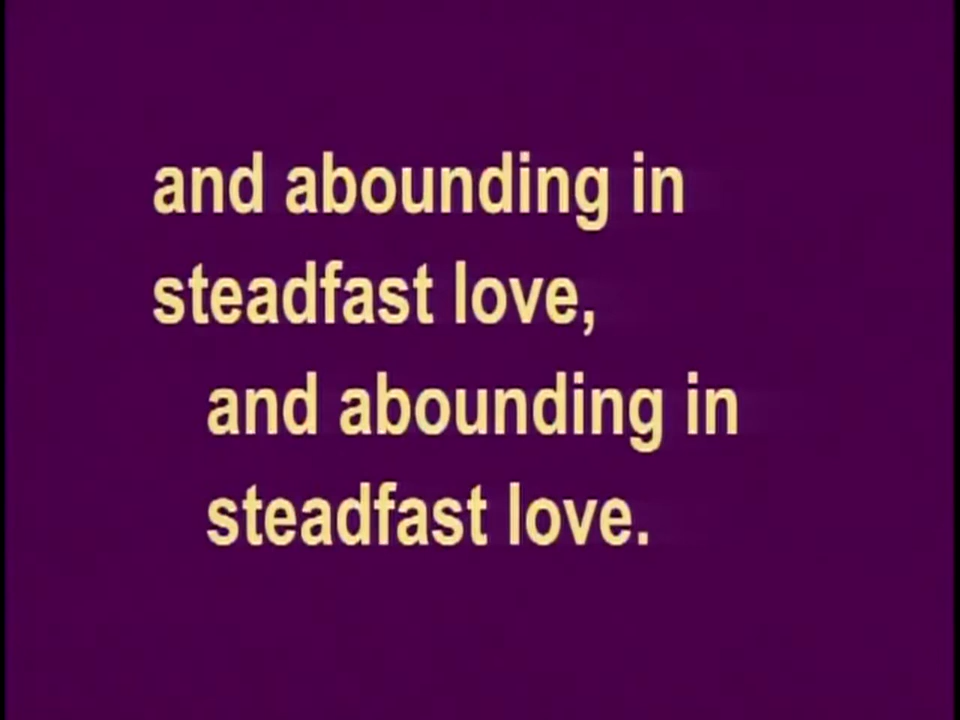 and abounding in
steadfast love,
and abounding in
steadfast love.